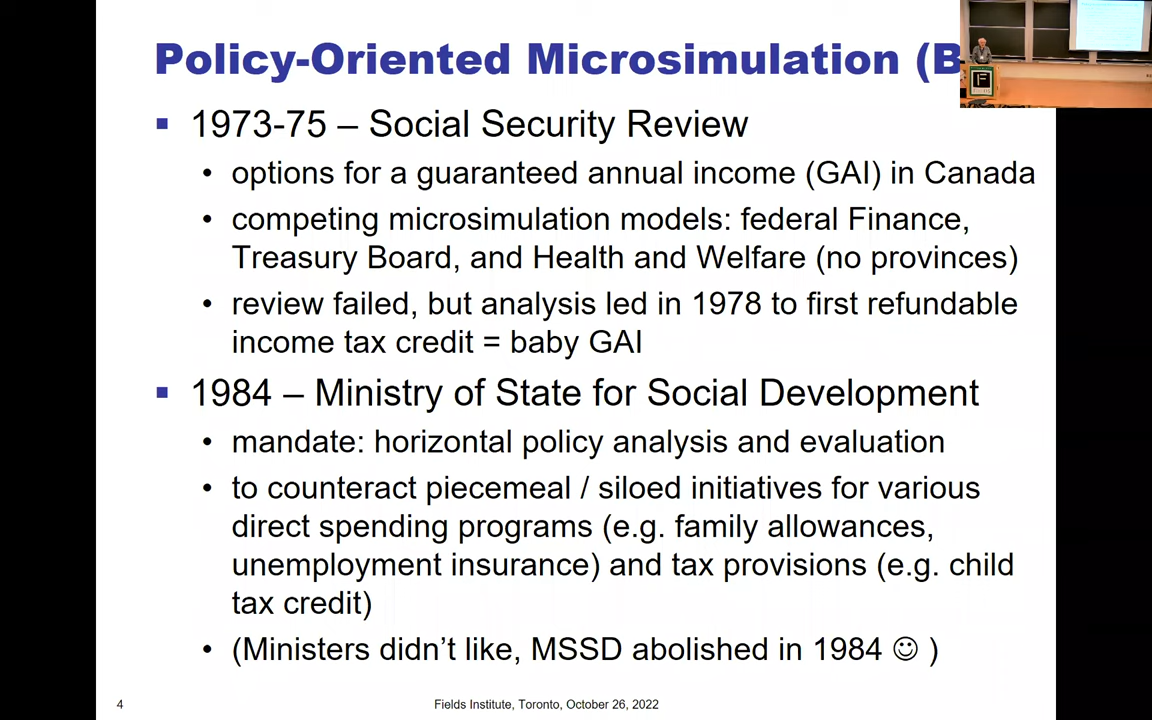 Policy-Oriented Microsimulation (B
▪ 1973-75 – Social Security Review
• options for a guaranteed annual income (GAI) in Canada
• competing microsimulation models: federal Finance,
Treasury Board, and Health and Welfare (no provinces)
• review failed, but analysis led in 1978 to first refundable
income tax credit = baby GAI
▪ 1984 – Ministry of State for Social Development
• mandate: horizontal policy analysis and evaluation
• to counteract piecemeal / siloed initiatives for various
direct spending programs (e.g. family allowances,
unemployment insurance) and tax provisions (e.g. child
tax credit)
• (Ministers didn’t like, MSSD abolished in 1984 ☺ )
4 Fields Institute, Toronto, October 26, 2022